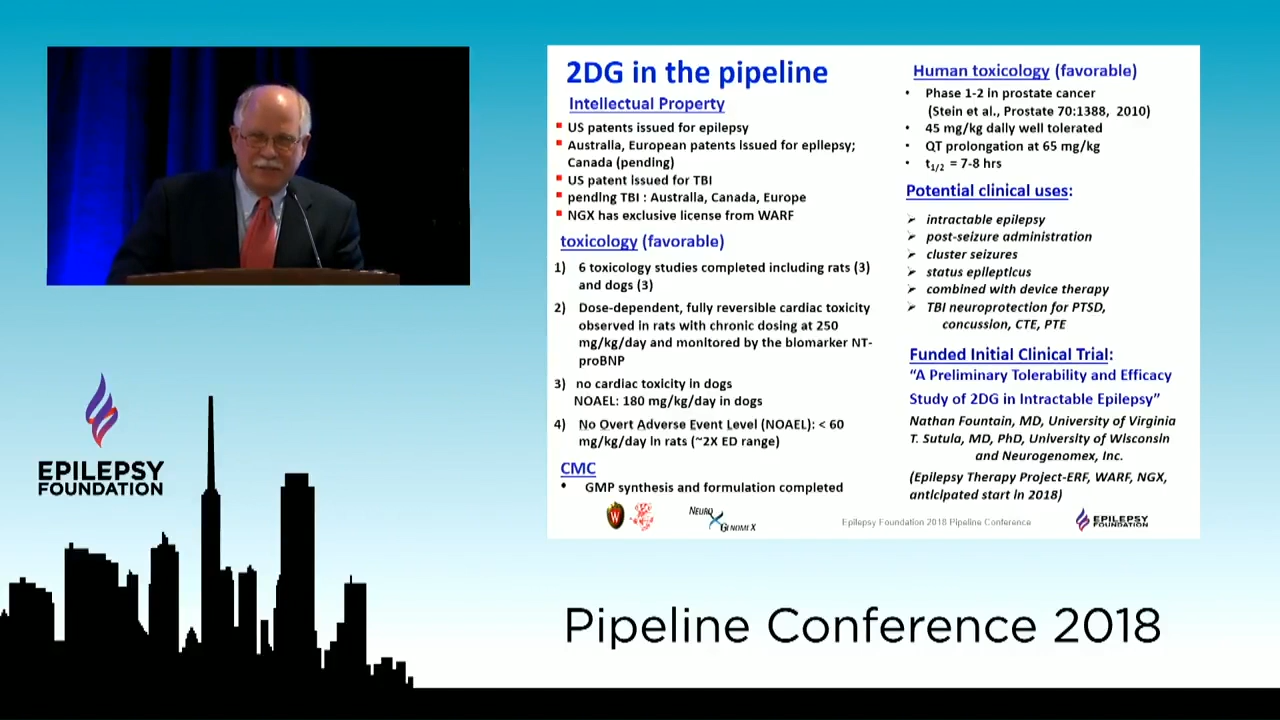 2DG in the pipeline
Intellectual Property
US patents issued for epilepsy
Australia, European patents issued for epilepsy;
Canada (pending)
US patent issued for TBI
pending TBI : Australia, Canada, Europe
NGX has exclusive license from WARF
toxicology (favorable)
1) 6 toxicology studies completed including rats (3)
and dogs (3)
2) Dose-dependent, fully reversible cardiac toxicity
observed in rats with chronic dosing at 250
mg/kg/day and monitored by the biomarker NT-
proBNP
3) no cardiac toxicity in dogs
NOAEL: 180 mg/kg/day in dogs
4) No Overt Adverse Event Level (NOAEL): < 60
mg/kg/day in rats (~2X ED range)
CMC
• GMP synthesis and formulation completed
Human toxicology (favorable)
• Phase 1-2 in prostate cancer
(Stein et al., Prostate 70:1388, 2010)
• 45 mg/kg daily well tolerated
• QT prolongation at 65 mg/kg
• t1/2 = 7-8 hrs
Potential clinical uses:
intractable epilepsy
post-seizure administration
cluster seizures
status epilepticus
combined with device therapy
TBI neuroprotection for PTSD,
concussion, CTE, PTE
Funded Initial Clinical Trial:
“A Preliminary Tolerability and Efficacy
Study of 2DG in Intractable Epilepsy”
Nathan Fountain, MD, University of Virginia
T. Sutula, MD, PhD, University of Wisconsin
and Neurogenomex, Inc.
(Epilepsy Therapy Project-ERF, WARF, NGX,
anticipated start in 2018)
W
NEURO
GENOMEX
Epilepsy Foundation 2018 Pipeline Conference
EPILEPSY
FOUNDATION
EPILEPSY
FOUNDATION
Pipeline Conference 2018